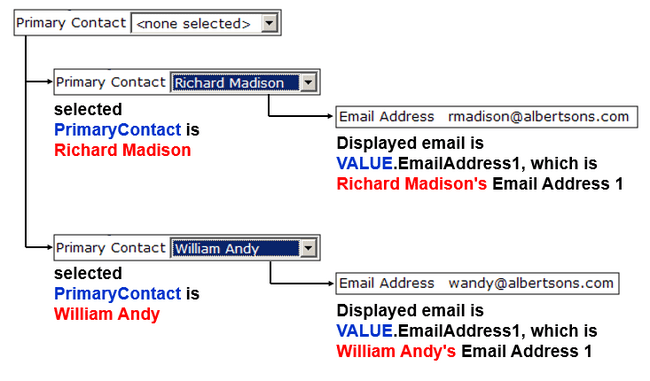 Primary Contact <none selected>
Primary Contact Richard Madison
selected
PrimaryContact is
Richard Madison
Email Address rmadison@albertsons.com
Displayed email is
VALUE.EmailAddress1, which is
Richard Madison's Email Address 1
Primary Contact William Andy
selected
PrimaryContact is
William Andy
Email Address wandy@albertsons.com
Displayed email is
VALUE.EmailAddress1, which is
William Andy's Email Address 1